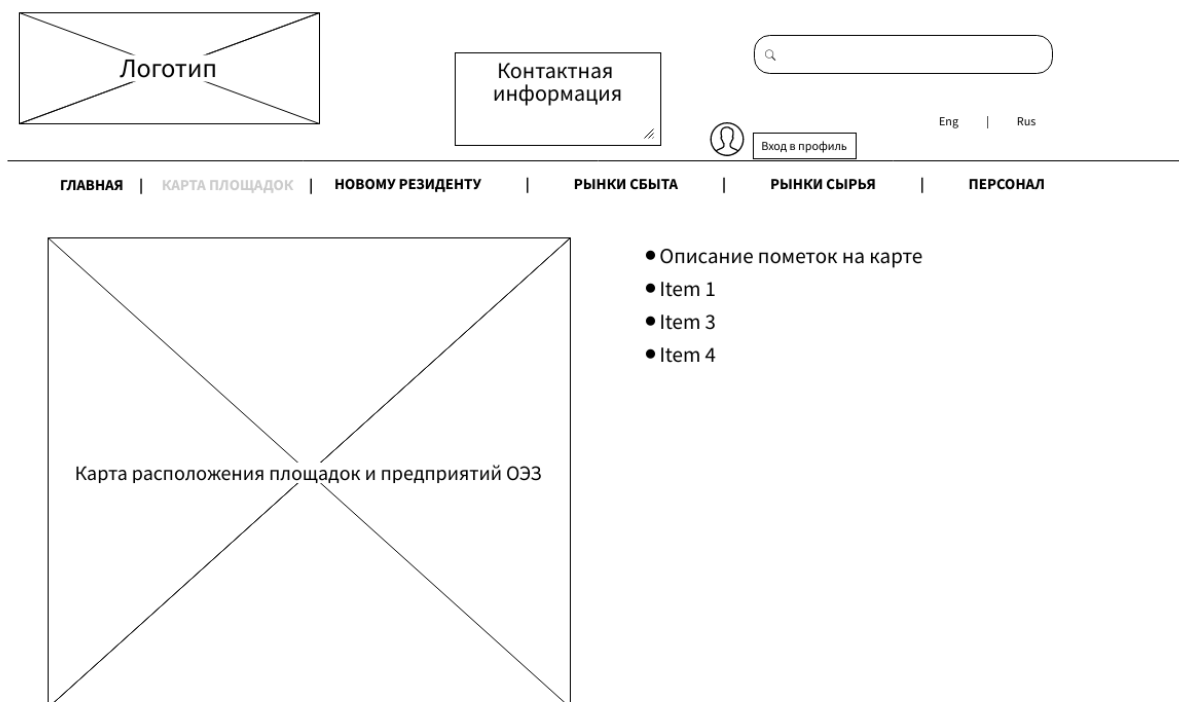 Логотип
Контактная
информация
Eng | Rus
Вход в профиль
ГЛАВНАЯ | КАРТА ПЛОЩАДОК | НОВОМУ РЕЗИДЕНТУ | РЫНКИ СБЫТА | РЫНКИ СЫРЬЯ | ПЕРСОНАЛ
Карта расположения площадок и предприятий ОЭЗ
● Описание пометок на карте
● Item 1
● Item 3
● Item 4